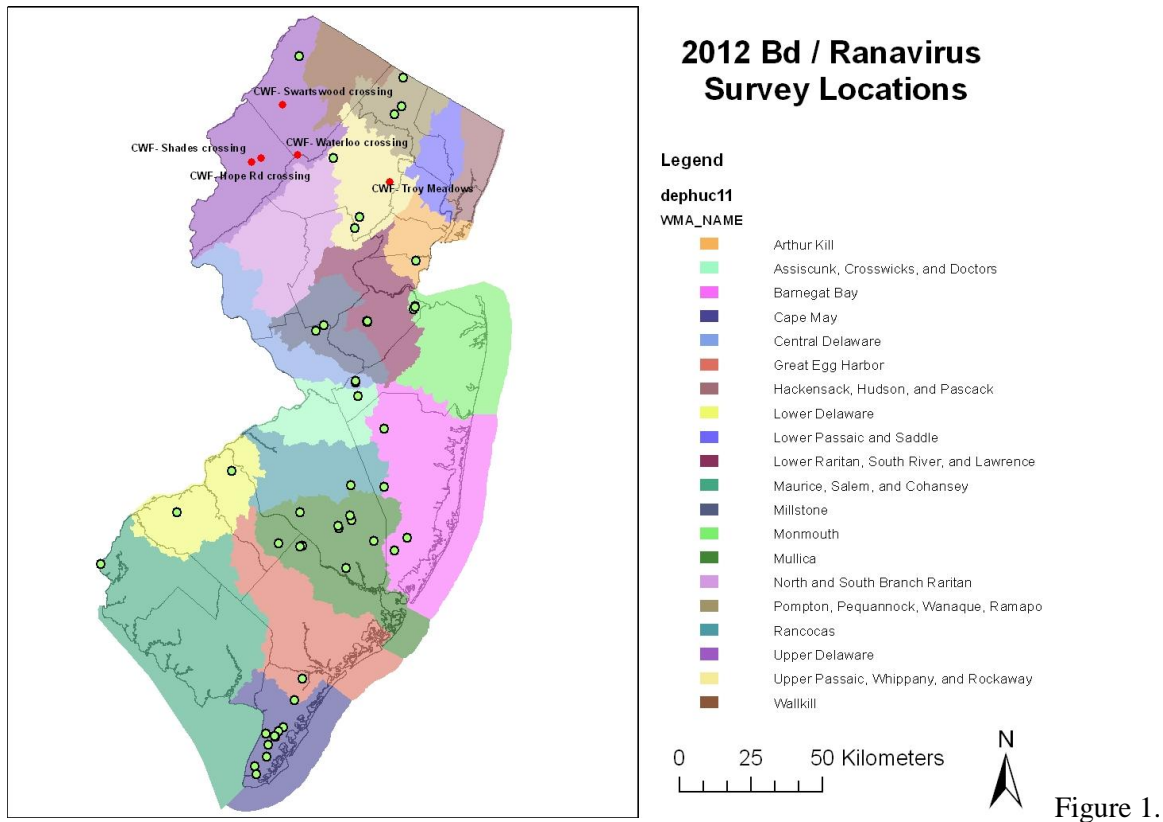 2012 Bd / Ranavirus
Survey Locations
CWF- Swartswood crossing
CWF- Shades crossing
CWF- Waterloo crossing
CWF- Hope Rd crossing
CWF- Troy Meadows
Legend
dephuc11
WMA_NAME
Arthur Kill
Assiscunk, Crosswicks, and Doctors
Barnegat Bay
Cape May
Central Delaware
Great Egg Harbor
Hackensack, Hudson, and Pascack
Lower Delaware
Lower Passaic and Saddle
Lower Raritan, South River, and Lawrence
Maurice, Salem, and Cohansey
Millstone
Monmouth
Mullica
North and South Branch Raritan
Pompton, Pequannock, Wanaque, Ramapo
Rancocas
Upper Delaware
Upper Passaic, Whippany, and Rockaway
Wallkill
0 25 50 Kilometers
N
Figure 1.